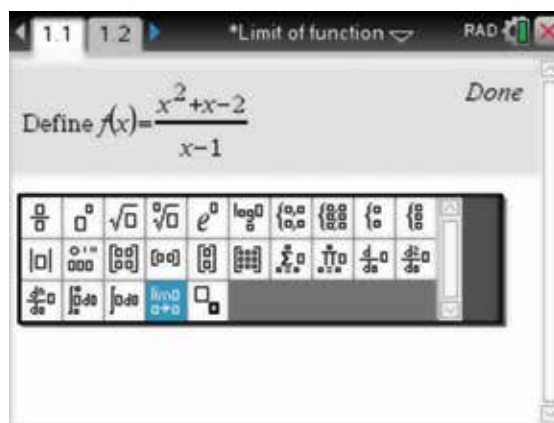 1.1 1.2 *Limit of function RAD
Define f(x)=x²+x−2/x−1 Done